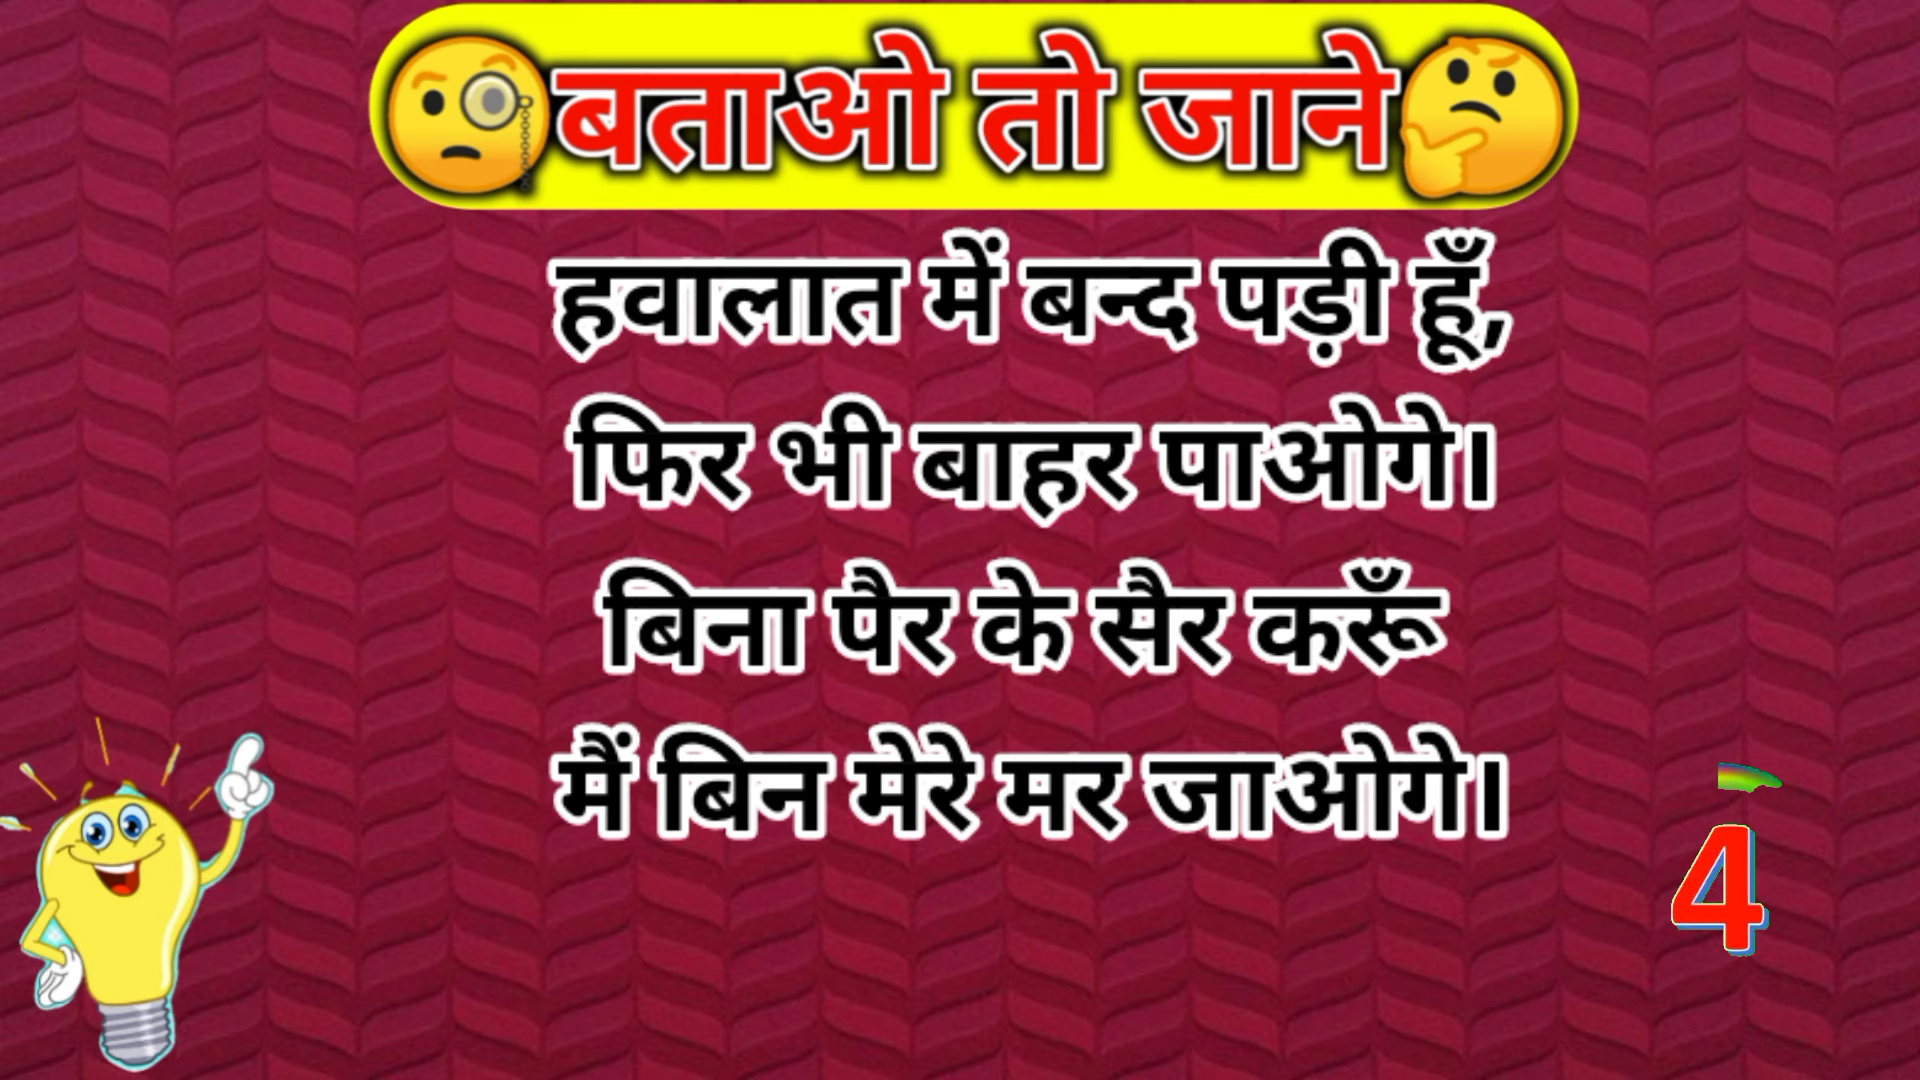 बताओ तो जाने
हवालात में बन्द पड़ी हूँ,
फिर भी बाहर पाओगे।
बिना पैर के सैर करूँ
मैं बिन मेरे मर जाओगे।
4